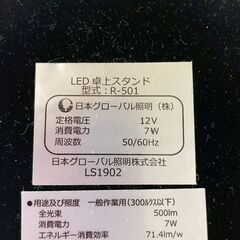 LED 卓上スタンド
型式: R-501
日本グローバル照明（株）
定格電圧 12V
消費電力 7W
周波数 50/60Hz
日本グローバル照明株式会社
LS1902
●用途及び照度 一般作業用(300ルクス以下)
全光束 500lm
消費電力 7W
エネルギー消費効率 71.4lm/w